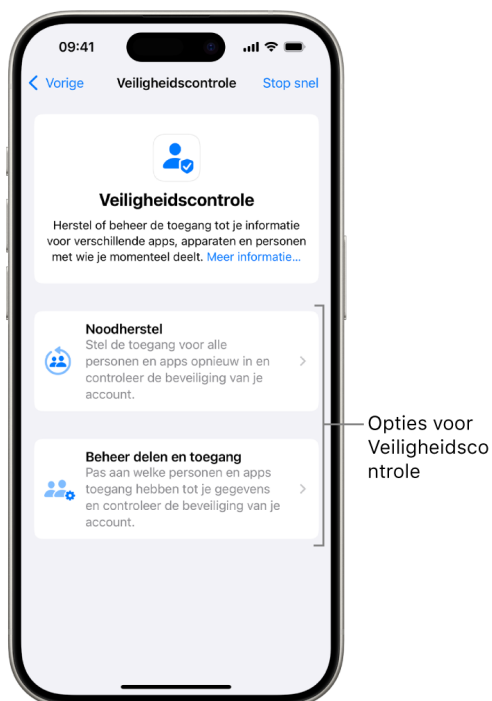 09:41
Vorige Veiligheidscontrole Stop snel
Veiligheidscontrole
Herstel of beheer de toegang tot je informatie
voor verschillende apps, apparaten en personen
met wie je momenteel deelt. Meer informatie...
Noodherstel
Stel de toegang voor alle
personen en apps opnieuw in en
controleer de beveiliging van je
account.
Beheer delen en toegang
Pas aan welke personen en apps
toegang hebben tot je gegevens
en controleer de beveiliging van je
account.
Opties voor
Veiligheidsco
ntrole